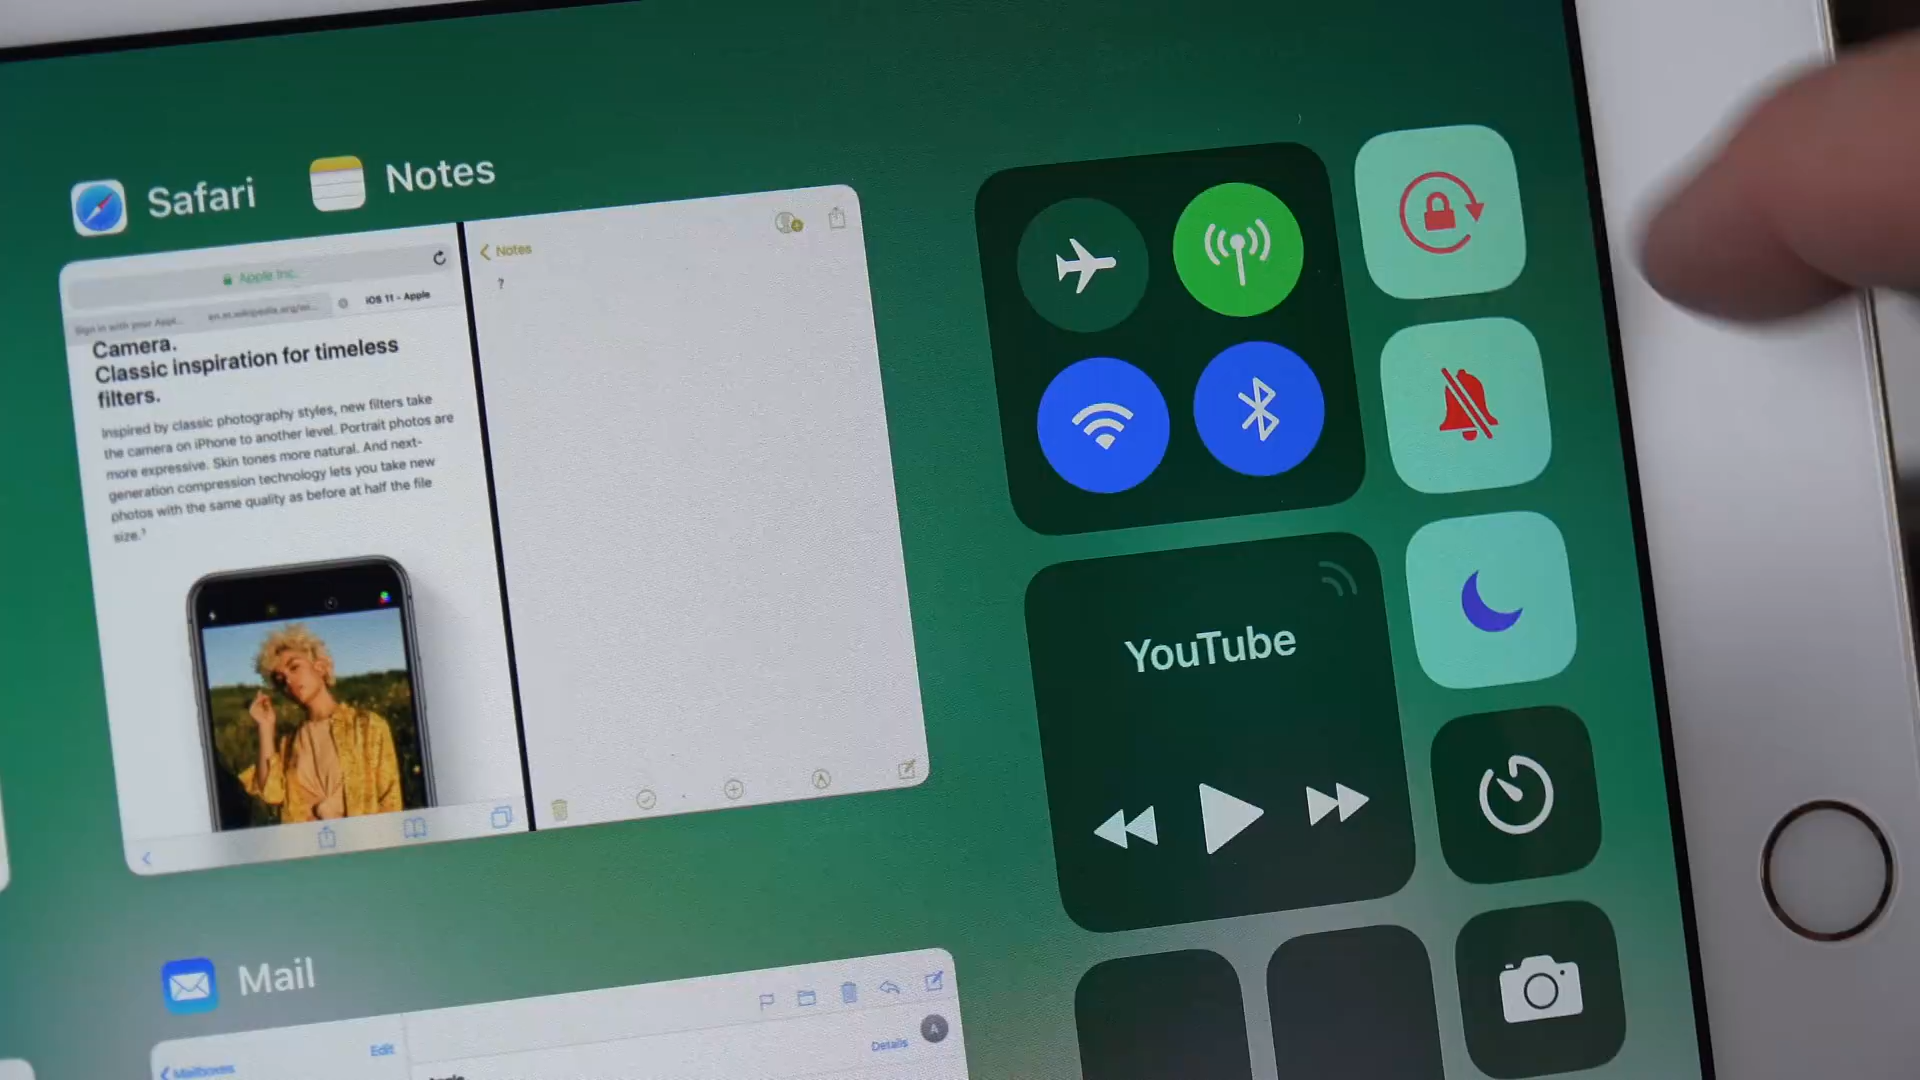 Safari
Notes
Apple Inc.
iOS 11 - Apple
Camera.
Classic inspiration for timeless
filters.
Inspired by classic photography styles, new filters take
the camera on iPhone to another level. Portrait photos are
more expressive. Skin tones more natural. And next-
generation compression technology lets you take new
photos with the same quality as before at half the file
size.
Notes
?
YouTube
Mail
Mailboxes
Edit
Details
A